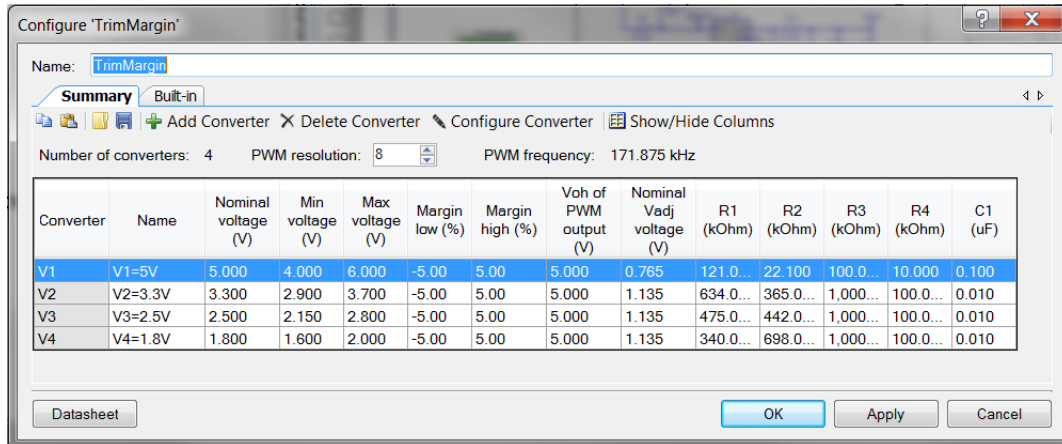 Configure 'TrimMargin'
Name: TrimMargin
Summary Built-in
Add Converter Delete Converter Configure Converter Show/Hide Columns
Number of converters: 4 PWM resolution: 8 PWM frequency: 171.875 kHz
Converter Name Nominal voltage (V) Min voltage (V) Max voltage (V) Margin low (%) Margin high (%) Voh of PWM output (V) Nominal Vadj voltage (V) R1 (kOhm) R2 (kOhm) R3 (kOhm) R4 (kOhm) C1 (uF)
V1 V1=5V 5.000 4.000 6.000 -5.00 5.00 5.000 0.765 121.0... 22.100 100.0... 10.000 0.100
V2 V2=3.3V 3.300 2.900 3.700 -5.00 5.00 5.000 1.135 634.0... 365.0... 1,000... 100.0... 0.010
V3 V3=2.5V 2.500 2.150 2.800 -5.00 5.00 5.000 1.135 475.0... 442.0... 1,000... 100.0... 0.010
V4 V4=1.8V 1.800 1.600 2.000 -5.00 5.00 5.000 1.135 340.0... 698.0... 1,000... 100.0... 0.010
Datasheet OK Apply Cancel